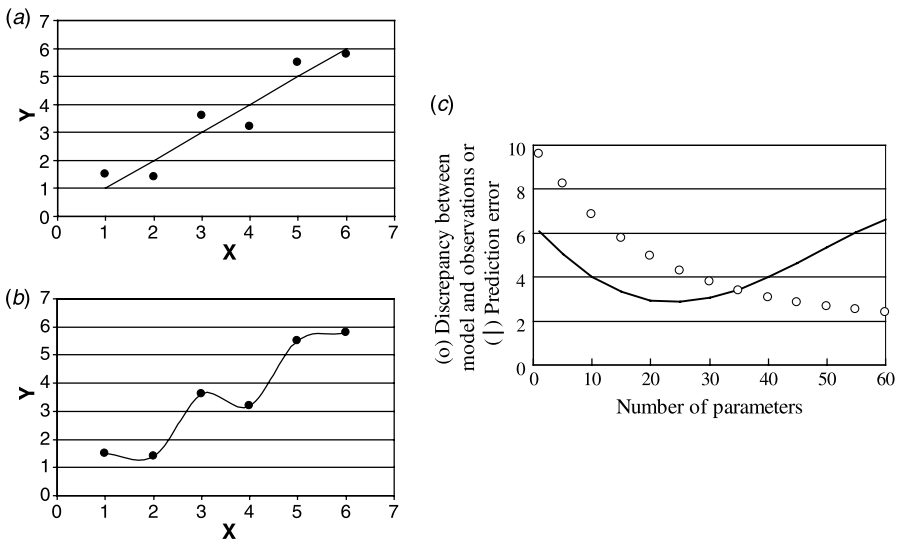 (a)
7
6
5
4
3
2
1
0
Y
0 1 2 3 4 5 6 7
X
(b)
7
6
5
4
3
2
1
0
Y
0 1 2 3 4 5 6 7
X
(c)
(o) Discrepancy between
model and observations or
(|) Prediction error
10
8
6
4
2
0
0 10 20 30 40 50 60
Number of parameters